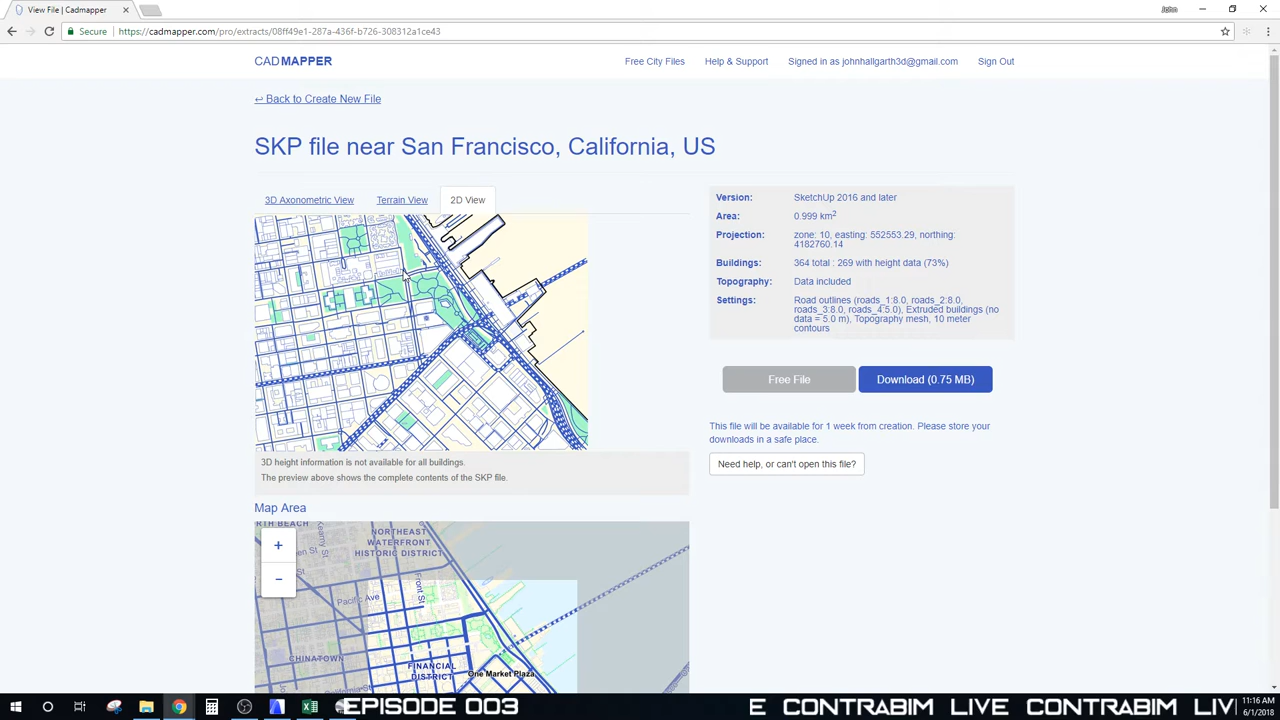 View File | Cadmapper
John
Secure
https://cadmapper.com/pro/extracts/08ff49e1-287a-436f-b726-308312a1ce43
CADMAPPER
Free City Files
Help & Support
Signed in as johnhallgarth3d@gmail.com
Sign Out
↩ Back to Create New File
SKP file near San Francisco, California, US
3D Axonometric View
Terrain View
2D View
Version: SketchUp 2016 and later
Area: 0.999 km²
Projection: zone: 10, easting: 552553.29, northing:
4182760.14
Buildings: 364 total : 269 with height data (73%)
Topography: Data included
Settings: Road outlines (roads_1:8.0, roads_2:8.0,
roads_3:8.0, roads_4:5.0), Extruded buildings (no
data = 5.0 m), Topography mesh, 10 meter
contours
Free File
Download (0.75 MB)
This file will be available for 1 week from creation. Please store your
downloads in a safe place.
Need help, or can't open this file?
3D height information is not available for all buildings.
The preview above shows the complete contents of the SKP file.
Map Area
+
−
RTH BEACH
Kearny St
NORTHEAST
WATERFRONT
HISTORIC DISTRICT
Pacific Ave
Front St
CHINATOWN
FINANCIAL
DISTRICT
One Market Plaza
EPISODE 003
E CONTRABIM LIVE CONTRABIM LIV
11:16 AM
6/1/2018